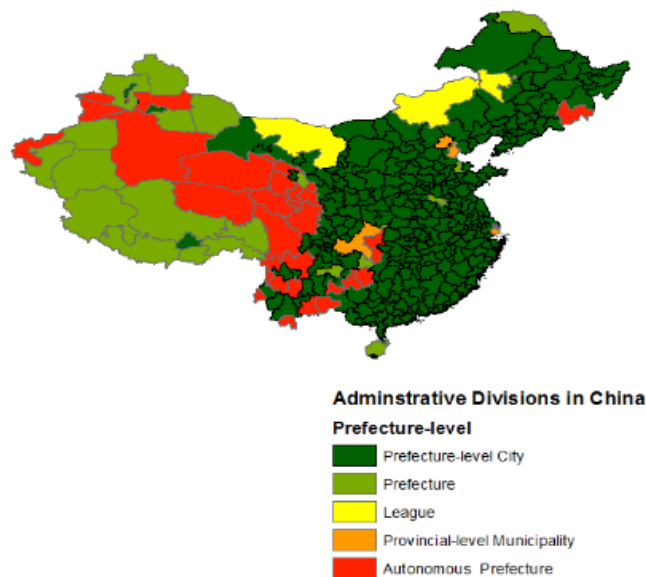 Adminstrative Divisions in China
Prefecture-level
Prefecture-level City
Prefecture
League
Provincial-level Municipality
Autonomous Prefecture